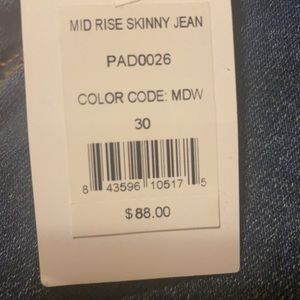 MID RISE SKINNY JEAN
PAD0026
COLOR CODE: MDW
30
8 43596 10517 5
$88.00